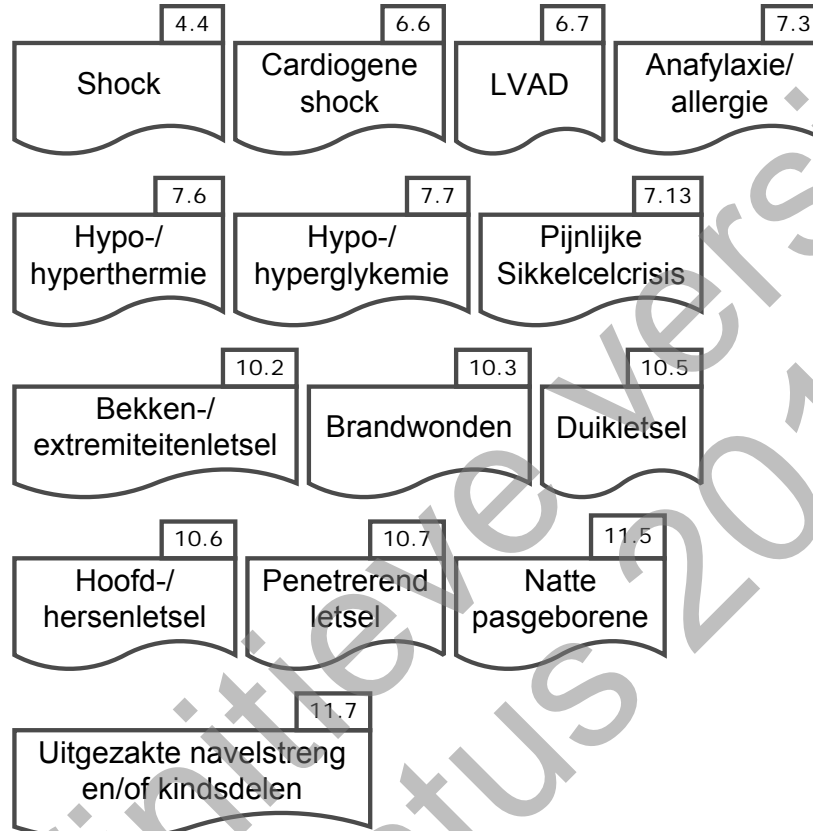 4.4
Shock
6.6
Cardiogene
shock
6.7
LVAD
7.3
Anafylaxie/
allergie
7.6
Hypo-/
hyperthermie
7.7
Hypo-/
hyperglykemie
7.13
Pijnlijke
Sikkelcelcrisis
10.2
Bekken-/
extremiteitenletsel
10.3
Brandwonden
10.5
Duikletsel
10.6
Hoofd-/
hersenletsel
10.7
Penetrerend
letsel
11.5
Natte
pasgeborene
11.7
Uitgezakte navelstreng
en/of kindsdelen